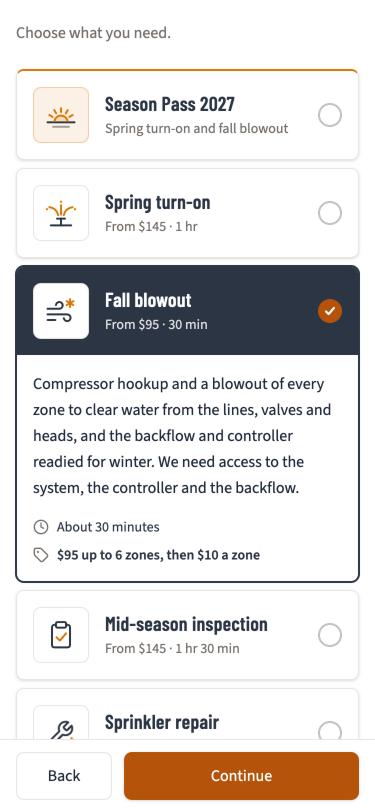 Choose what you need.
Season Pass 2027
Spring turn-on and fall blowout
Spring turn-on
From $145 · 1 hr
Fall blowout
From $95 · 30 min
Compressor hookup and a blowout of every
zone to clear water from the lines, valves and
heads, and the backflow and controller
readied for winter. We need access to the
system, the controller and the backflow.
About 30 minutes
$95 up to 6 zones, then $10 a zone
Mid-season inspection
From $145 · 1 hr 30 min
Sprinkler repair
Back
Continue